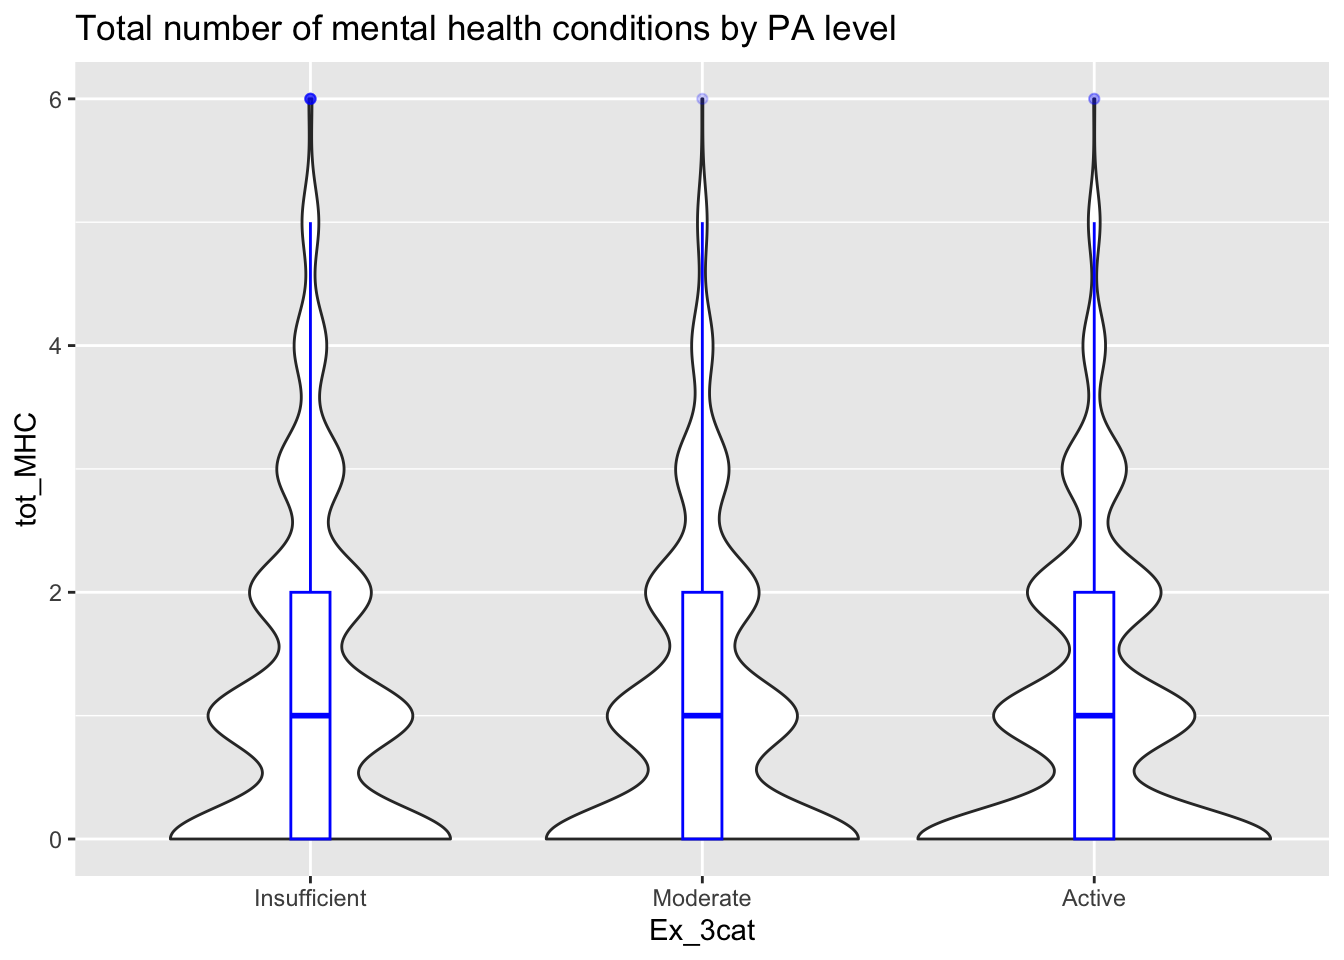 Total number of mental health conditions by PA level
6
4
2
0
tot_MHC
Insufficient Moderate Active
Ex_3cat